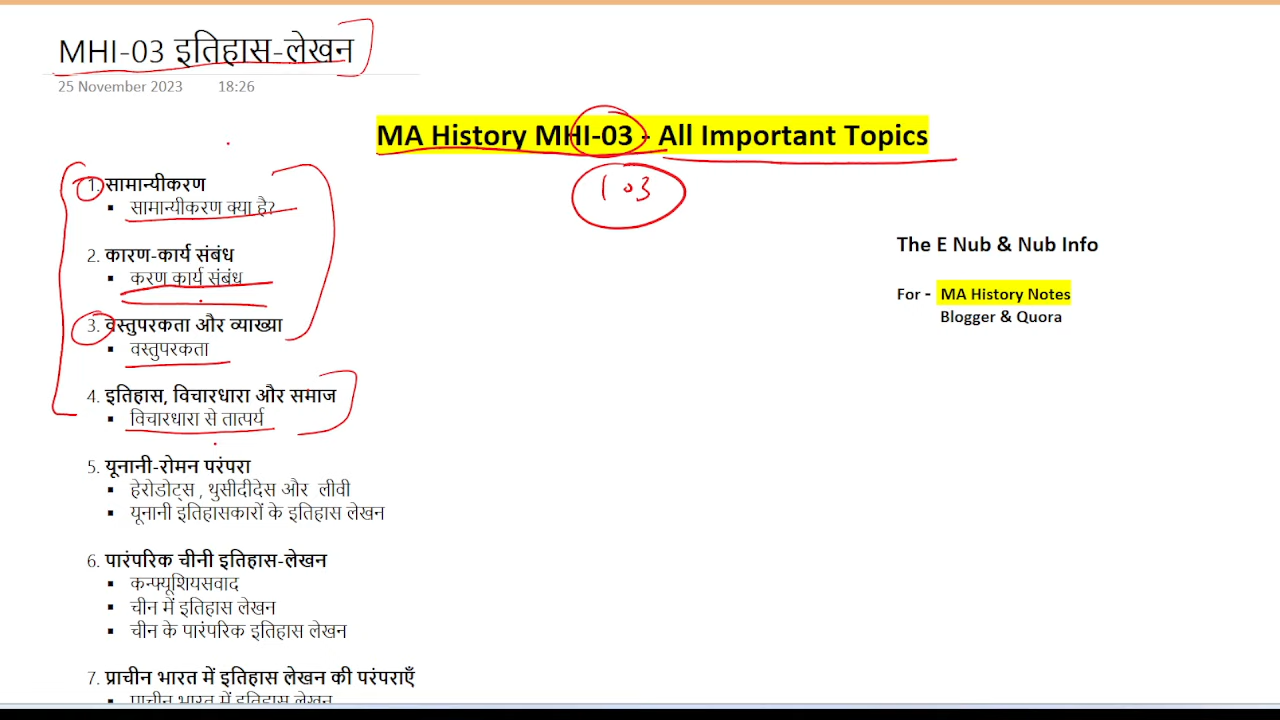 MHI-03 इतिहास-लेखन
25 November 2023 18:26
MA History MHI-03 - All Important Topics
103
1. सामान्यीकरण
▪ सामान्यीकरण क्या है?
2. कारण-कार्य संबंध
▪ करण कार्य संबंध
3. वस्तुपरकता और व्याख्या
▪ वस्तुपरकता
4. इतिहास, विचारधारा और समाज
▪ विचारधारा से तात्पर्य
5. यूनानी-रोमन परंपरा
▪ हेरोडोट्स , थुसीदीदेस और लीवी
▪ यूनानी इतिहासकारों के इतिहास लेखन
6. पारंपरिक चीनी इतिहास-लेखन
▪ कन्फ्यूशियसवाद
▪ चीन में इतिहास लेखन
▪ चीन के पारंपरिक इतिहास लेखन
7. प्राचीन भारत में इतिहास लेखन की परंपराएँ
▪ प्राचीन भारत में इतिहास लेखन
The E Nub & Nub Info
For - MA History Notes
Blogger & Quora